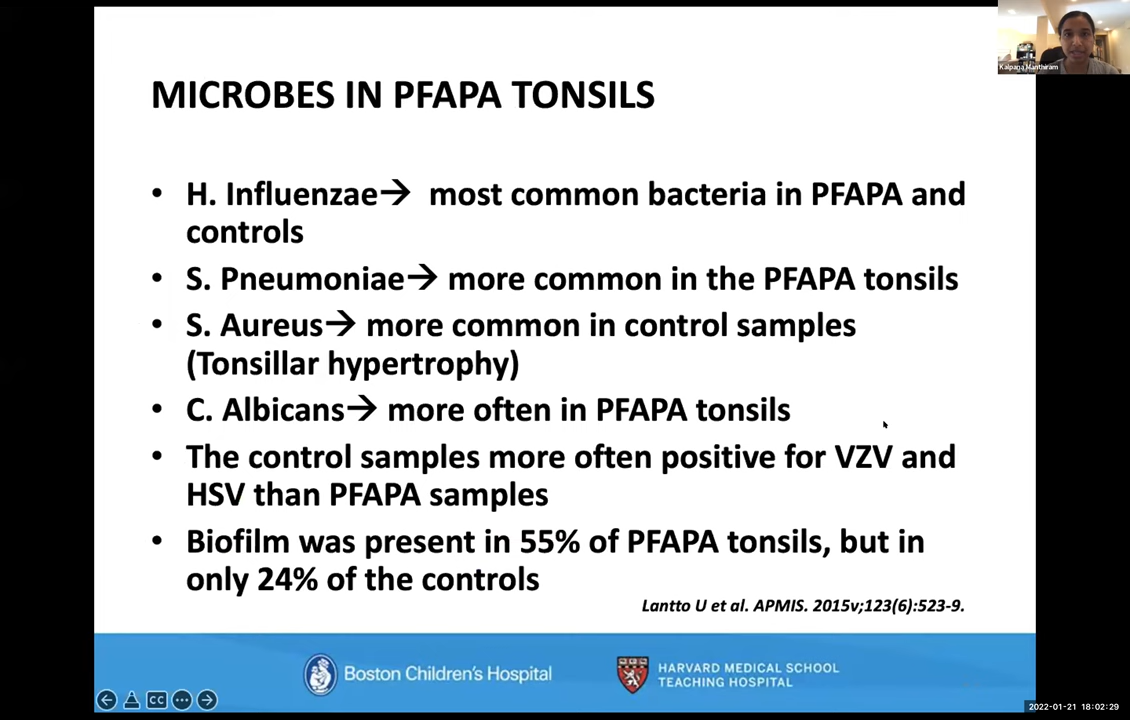 Kalpana Manthiram
MICROBES IN PFAPA TONSILS
• H. Influenzae→ most common bacteria in PFAPA and
controls
• S. Pneumoniae→ more common in the PFAPA tonsils
• S. Aureus→ more common in control samples
(Tonsillar hypertrophy)
• C. Albicans→ more often in PFAPA tonsils
• The control samples more often positive for VZV and
HSV than PFAPA samples
• Biofilm was present in 55% of PFAPA tonsils, but in
only 24% of the controls
Lantto U et al. APMIS. 2015v;123(6):523-9.
Boston Children's Hospital
HARVARD MEDICAL SCHOOL
TEACHING HOSPITAL
CC
2022-01-21 18:02:29